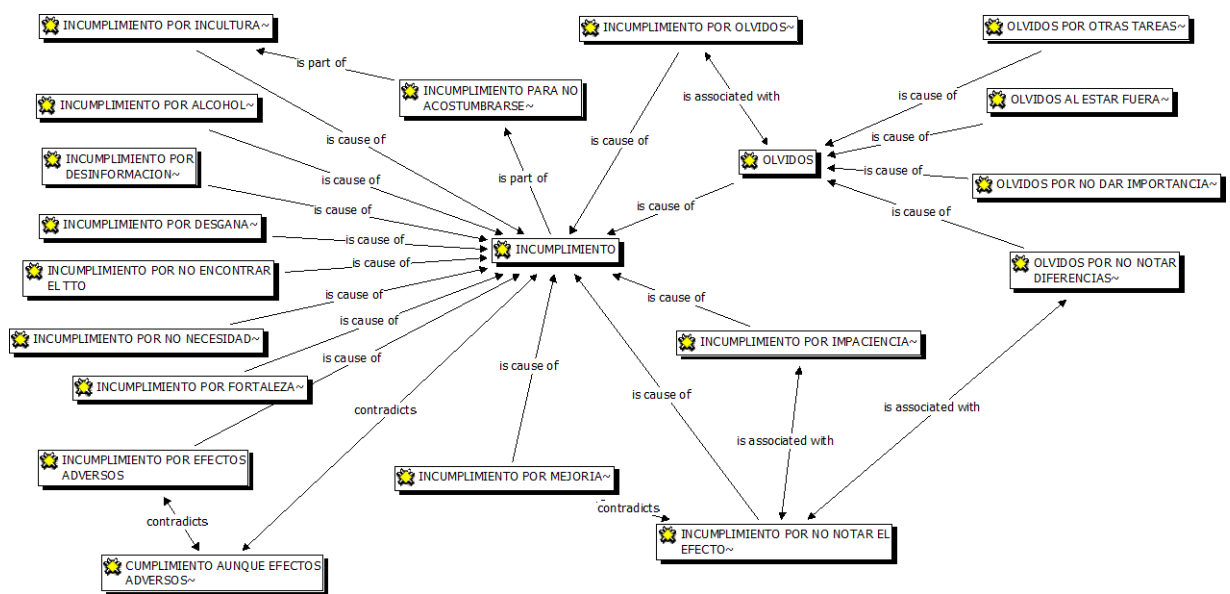 INCUMPLIMIENTO POR INCULTURA~
INCUMPLIMIENTO POR OLVIDOS~
OLVIDOS POR OTRAS TAREAS~
is part of
INCUMPLIMIENTO PARA NO
ACOSTUMBRARSE~
is associated with
is cause of
OLVIDOS AL ESTAR FUERA~
INCUMPLIMIENTO POR ALCOHOL~
is cause of
is cause of
is cause of
INCUMPLIMIENTO POR
DESINFORMACION~
OLVIDOS
is cause of
OLVIDOS POR NO DAR IMPORTANCIA~
is cause of
is part of
is cause of
is cause of
is cause of
INCUMPLIMIENTO POR DESGANA~
is cause of
INCUMPLIMIENTO
INCUMPLIMIENTO POR NO ENCONTRAR
EL TTO
is cause of
OLVIDOS POR NO NOTAR
DIFERENCIAS~
is cause of
is cause of
INCUMPLIMIENTO POR NO NECESIDAD~
is cause of
INCUMPLIMIENTO POR IMPACIENCIA~
is cause of
is cause of
INCUMPLIMIENTO POR FORTALEZA~
is cause of
contradicts
is associated with
is associated with
INCUMPLIMIENTO POR EFECTOS
ADVERSOS
INCUMPLIMIENTO POR MEJORIA~
contradicts
contradicts
INCUMPLIMIENTO POR NO NOTAR EL
EFECTO~
CUMPLIMIENTO AUNQUE EFECTOS
ADVERSOS~